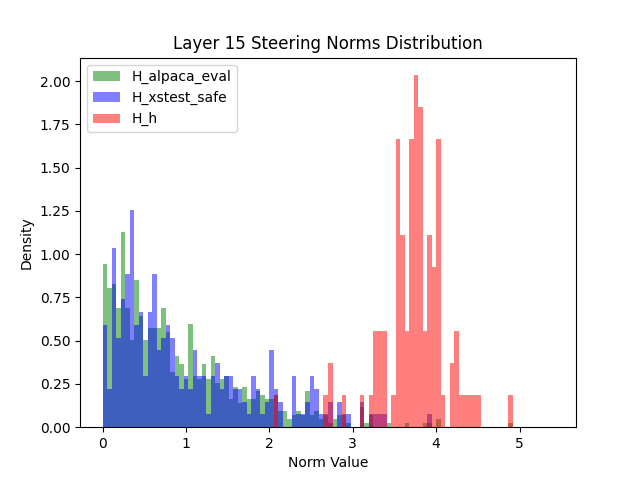 Layer 15 Steering Norms Distribution
H_alpaca_eval
H_xstest_safe
H_h
Density
2.00
1.75
1.50
1.25
1.00
0.75
0.50
0.25
0.00
0
1
2
3
4
5
Norm Value